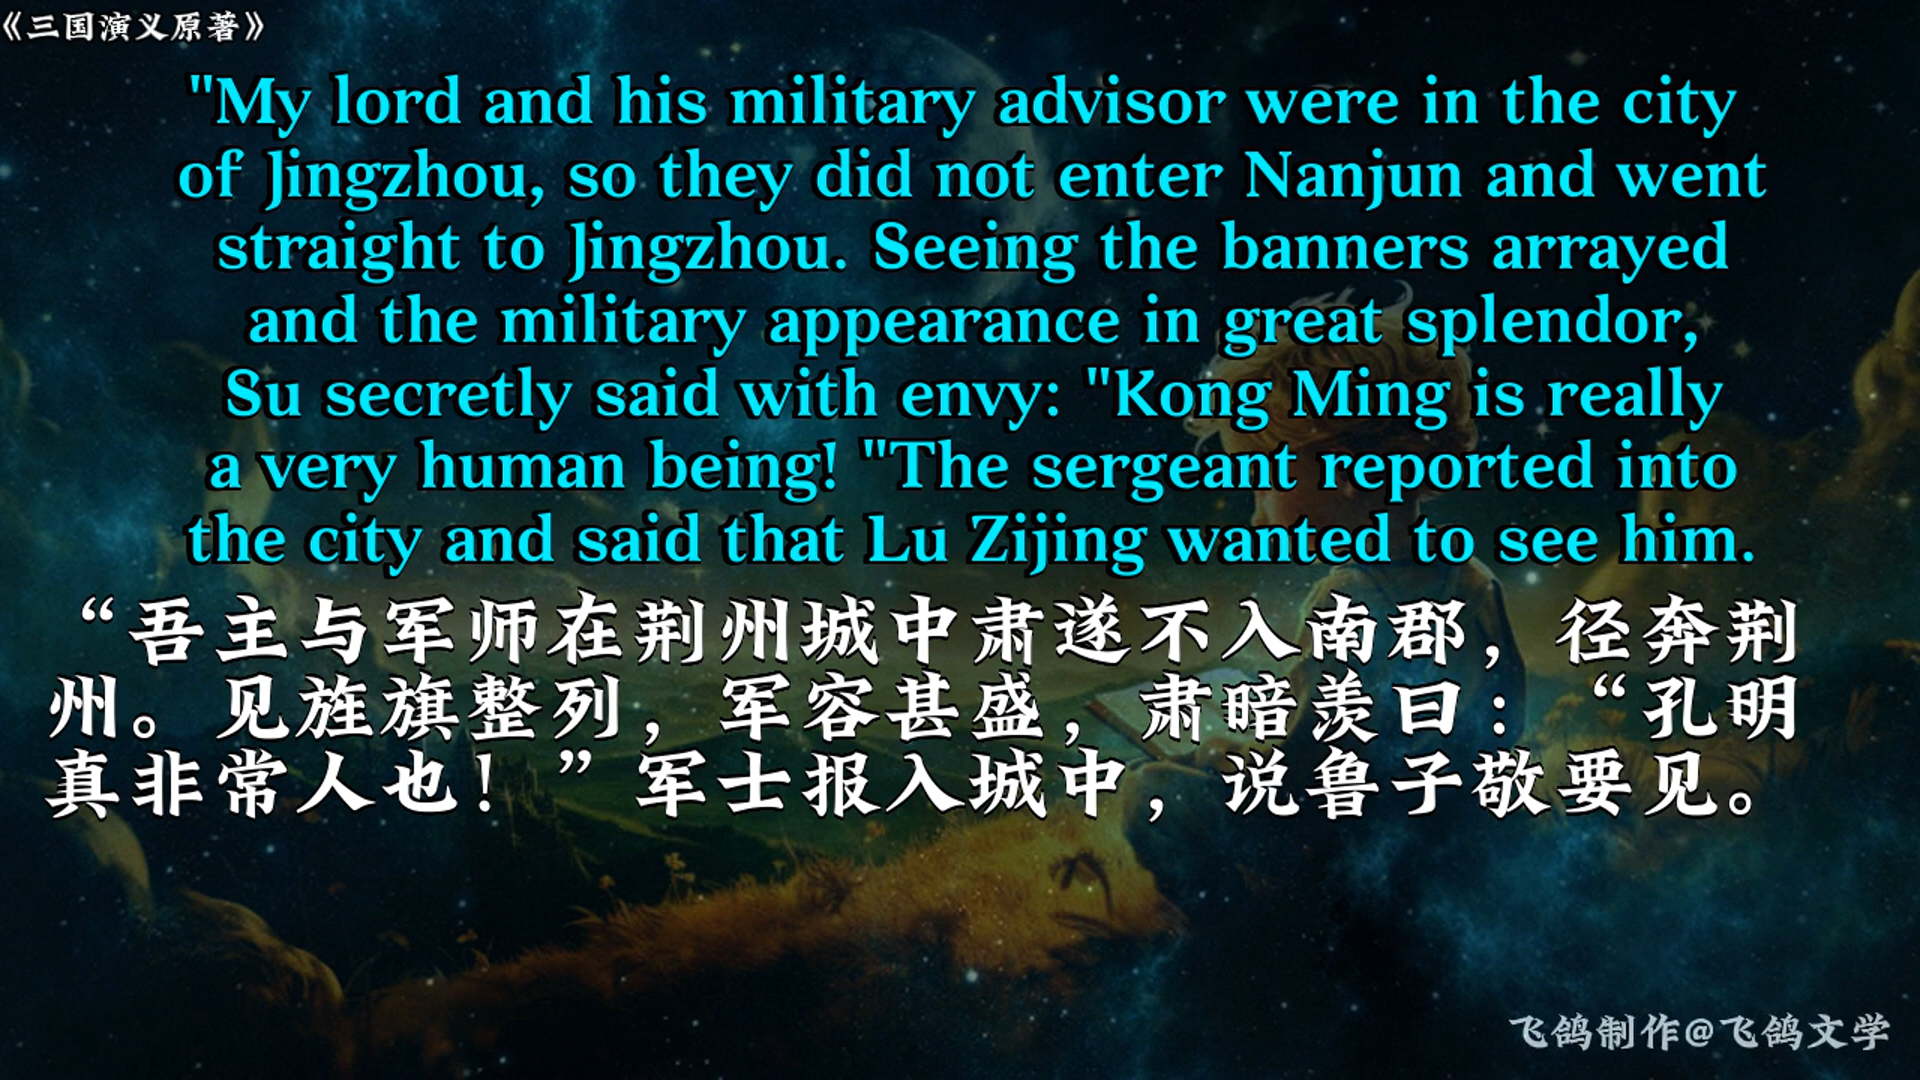 《三国演义原著》
"My lord and his military advisor were in the city
of Jingzhou, so they did not enter Nanjun and went
straight to Jingzhou. Seeing the banners arrayed
and the military appearance in great splendor,
Su secretly said with envy: "Kong Ming is really
a very human being! "The sergeant reported into
the city and said that Lu Zijing wanted to see him.
“吾主与军师在荆州城中肃遂不入南郡，径奔荆
州。见旌旗整列，军容甚盛，肃暗羡曰：“孔明
真非常人也！”军士报入城中，说鲁子敬要见。
飞鸽制作@飞鸽文学